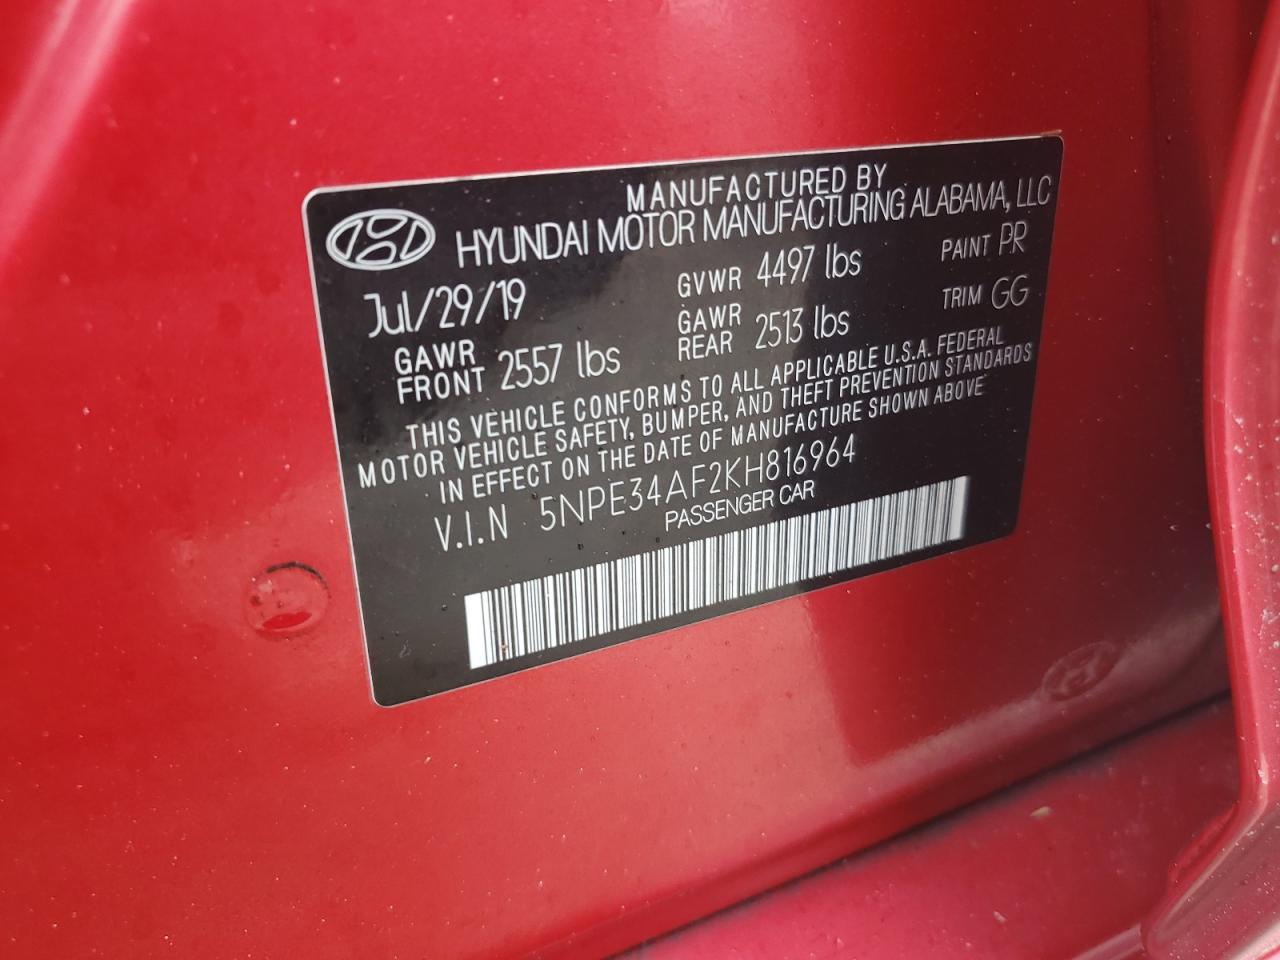 MANUFACTURED BY
HYUNDAI MOTOR MANUFACTURING ALABAMA, LLC
Jul/29/19 GVWR 4497 lbs PAINT PR
GAWR FRONT 2557 lbs GAWR REAR 2513 lbs TRIM GG
THIS VEHICLE CONFORMS TO ALL APPLICABLE U.S.A. FEDERAL
MOTOR VEHICLE SAFETY, BUMPER, AND THEFT PREVENTION STANDARDS
IN EFFECT ON THE DATE OF MANUFACTURE SHOWN ABOVE
V.I.N 5NPE34AF2KH816964
PASSENGER CAR